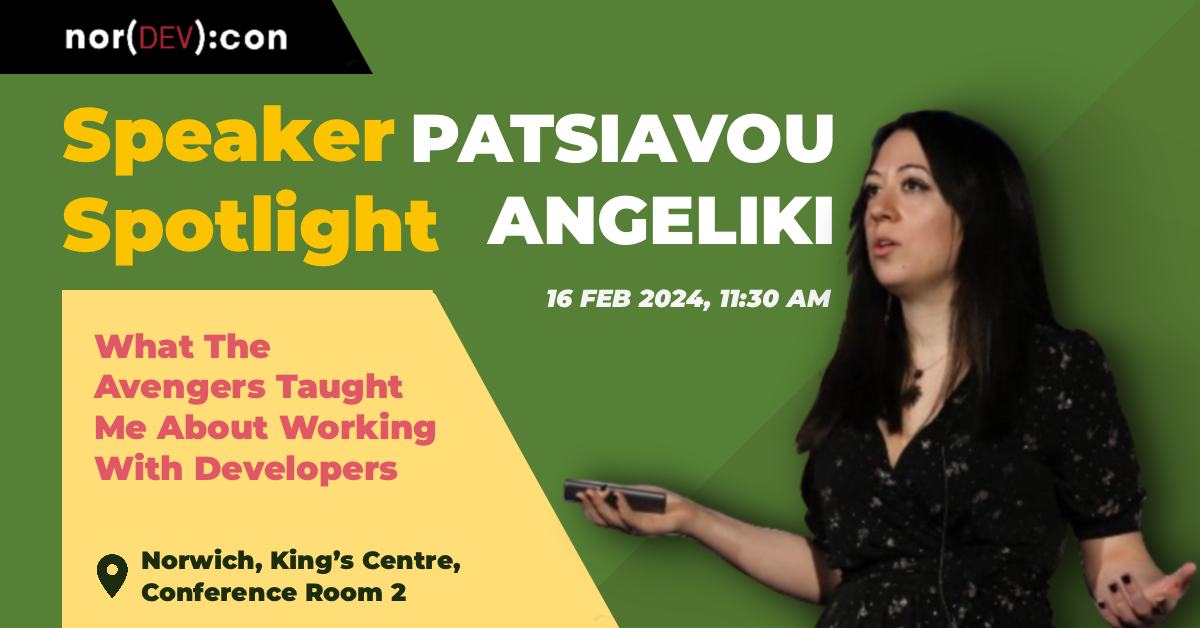 nor(DEV):con
Speaker
Spotlight
PATSIAVOU
ANGELIKI
16 FEB 2024, 11:30 AM
What The
Avengers Taught
Me About Working
With Developers
Norwich, King’s Centre,
Conference Room 2